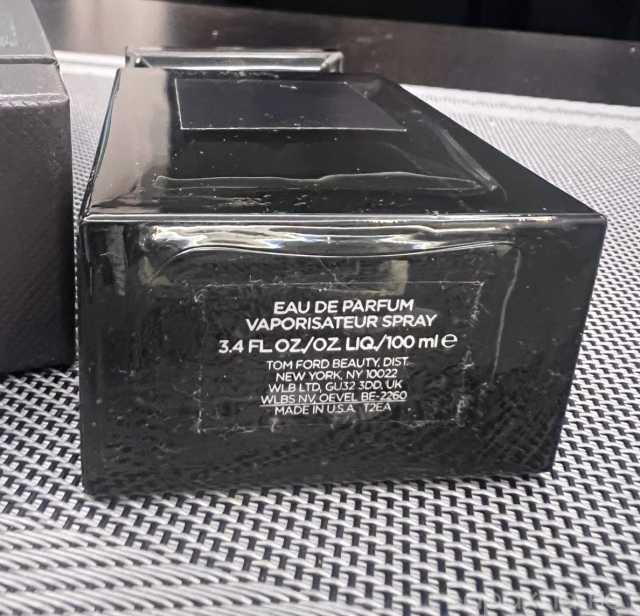 EAU DE PARFUM
VAPORISATEUR SPRAY
3.4 FL OZ./OZ. LIQ./100 ml ℮
TOM FORD BEAUTY, DIST.
NEW YORK, NY 10022
WLB LTD, GU32 3DD, UK
WLBS NV, OEVEL BE-2260
MADE IN U.S.A. T2EA